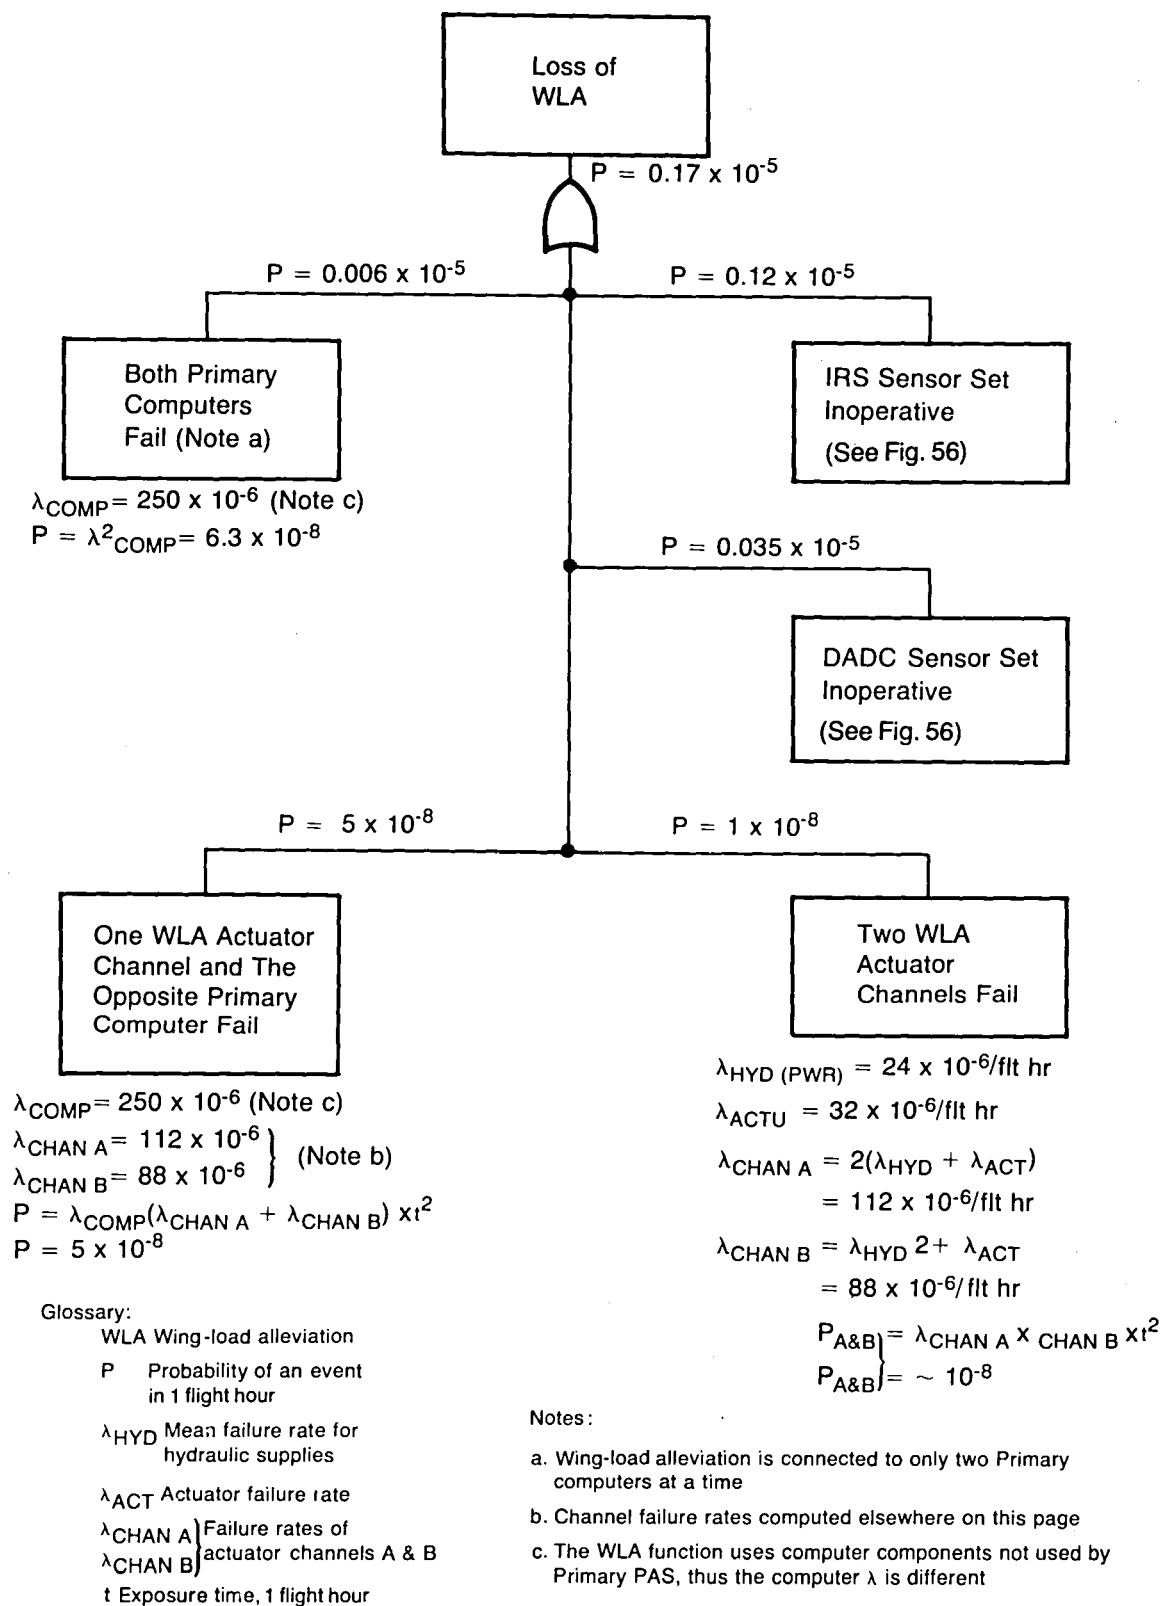 Loss of
WLA
P = 0.17 x 10⁻⁵
P = 0.006 x 10⁻⁵
P = 0.12 x 10⁻⁵
Both Primary
Computers
Fail (Note a)
λCOMP = 250 x 10⁻⁶ (Note c)
P = λ²COMP = 6.3 x 10⁻⁸
IRS Sensor Set
Inoperative
(See Fig. 56)
P = 0.035 x 10⁻⁵
DADC Sensor Set
Inoperative
(See Fig. 56)
P = 5 x 10⁻⁸
P = 1 x 10⁻⁸
One WLA Actuator
Channel and The
Opposite Primary
Computer Fail
λCOMP = 250 x 10⁻⁶ (Note c)
λCHAN A = 112 x 10⁻⁶
λCHAN B = 88 x 10⁻⁶
(Note b)
P = λCOMP(λCHAN A + λCHAN B) xt²
P = 5 x 10⁻⁸
Two WLA
Actuator
Channels Fail
λHYD (PWR) = 24 x 10⁻⁶/flt hr
λACTU = 32 x 10⁻⁶/flt hr
λCHAN A = 2(λHYD + λACT)
= 112 x 10⁻⁶/flt hr
λCHAN B = λHYD 2+ λACT
= 88 x 10⁻⁶/flt hr
PA&B = λCHAN A x CHAN B xt²
PA&B = ~ 10⁻⁸
Glossary:
WLA Wing-load alleviation
P Probability of an event
in 1 flight hour
λHYD Mean failure rate for
hydraulic supplies
λACT Actuator failure rate
λCHAN A Failure rates of
λCHAN B actuator channels A & B
t Exposure time, 1 flight hour
Notes:
a. Wing-load alleviation is connected to only two Primary
computers at a time
b. Channel failure rates computed elsewhere on this page
c. The WLA function uses computer components not used by
Primary PAS, thus the computer λ is different